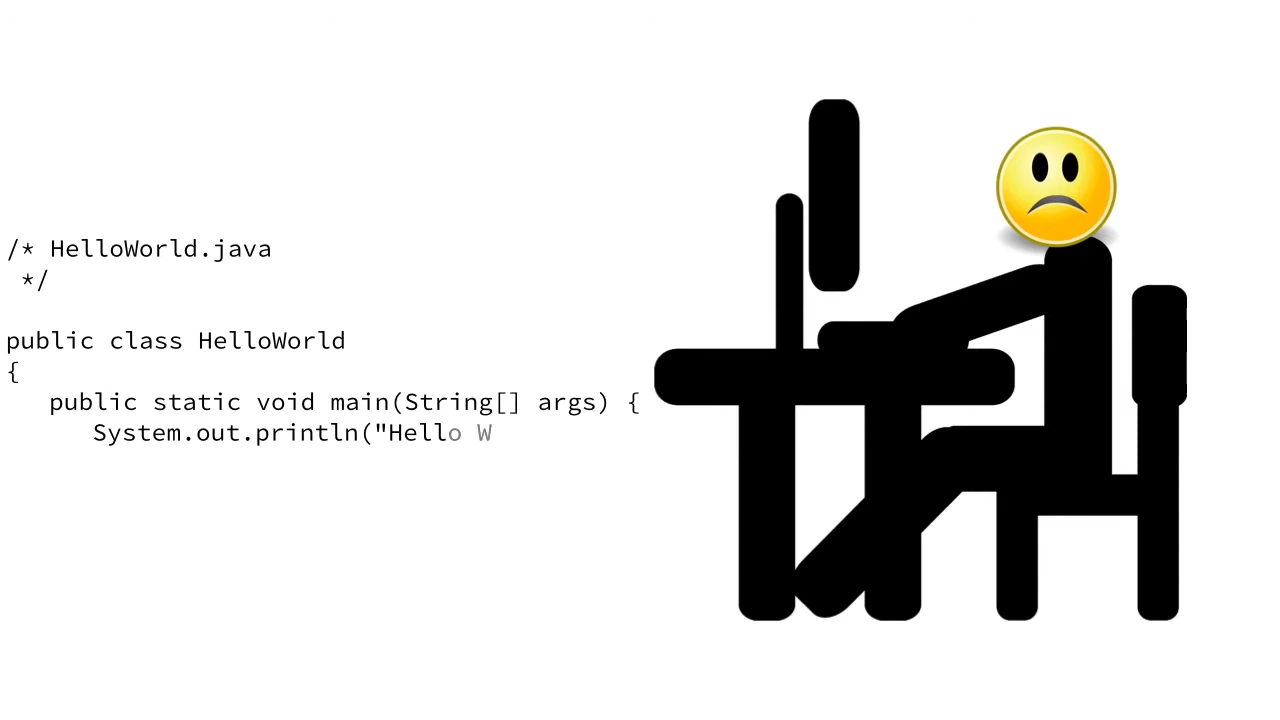 /* HelloWorld.java
 */
public class HelloWorld
{
   public static void main(String[] args) {
      System.out.println("Hello W